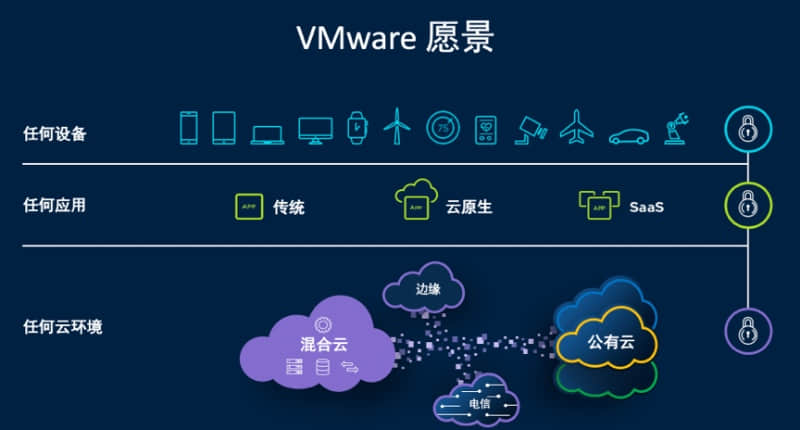 VMware 愿景
任何设备
75
任何应用
APP
传统
APP
云原生
APP
SaaS
任何云环境
边缘
混合云
公有云
电信